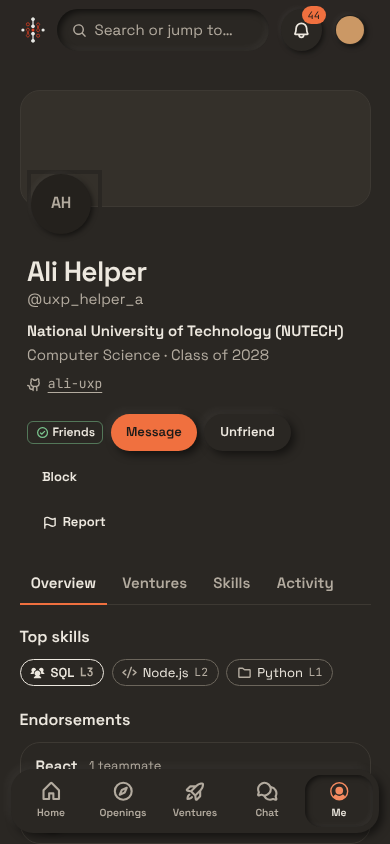 Search or jump to...
44
AH
Ali Helper
@uxp_helper_a
National University of Technology (NUTECH)
Computer Science · Class of 2028
ali-uxp
Friends Message Unfriend
Block
Report
Overview Ventures Skills Activity
Top skills
SQL L3 Node.js L2 Python L1
Endorsements
React 1 teammate
Home Openings Ventures Chat Me